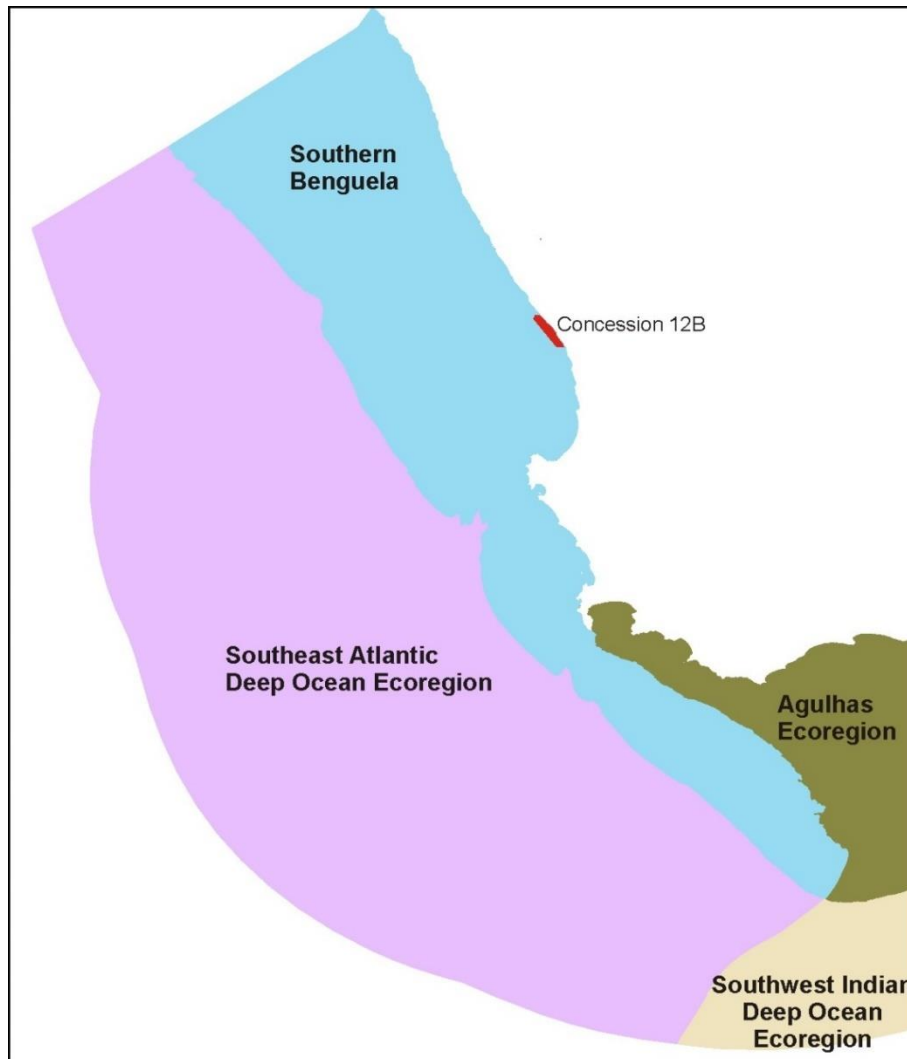 Southern
Benguela
Concession 12B
Southeast Atlantic
Deep Ocean Ecoregion
Agulhas
Ecoregion
Southwest Indian
Deep Ocean
Ecoregion